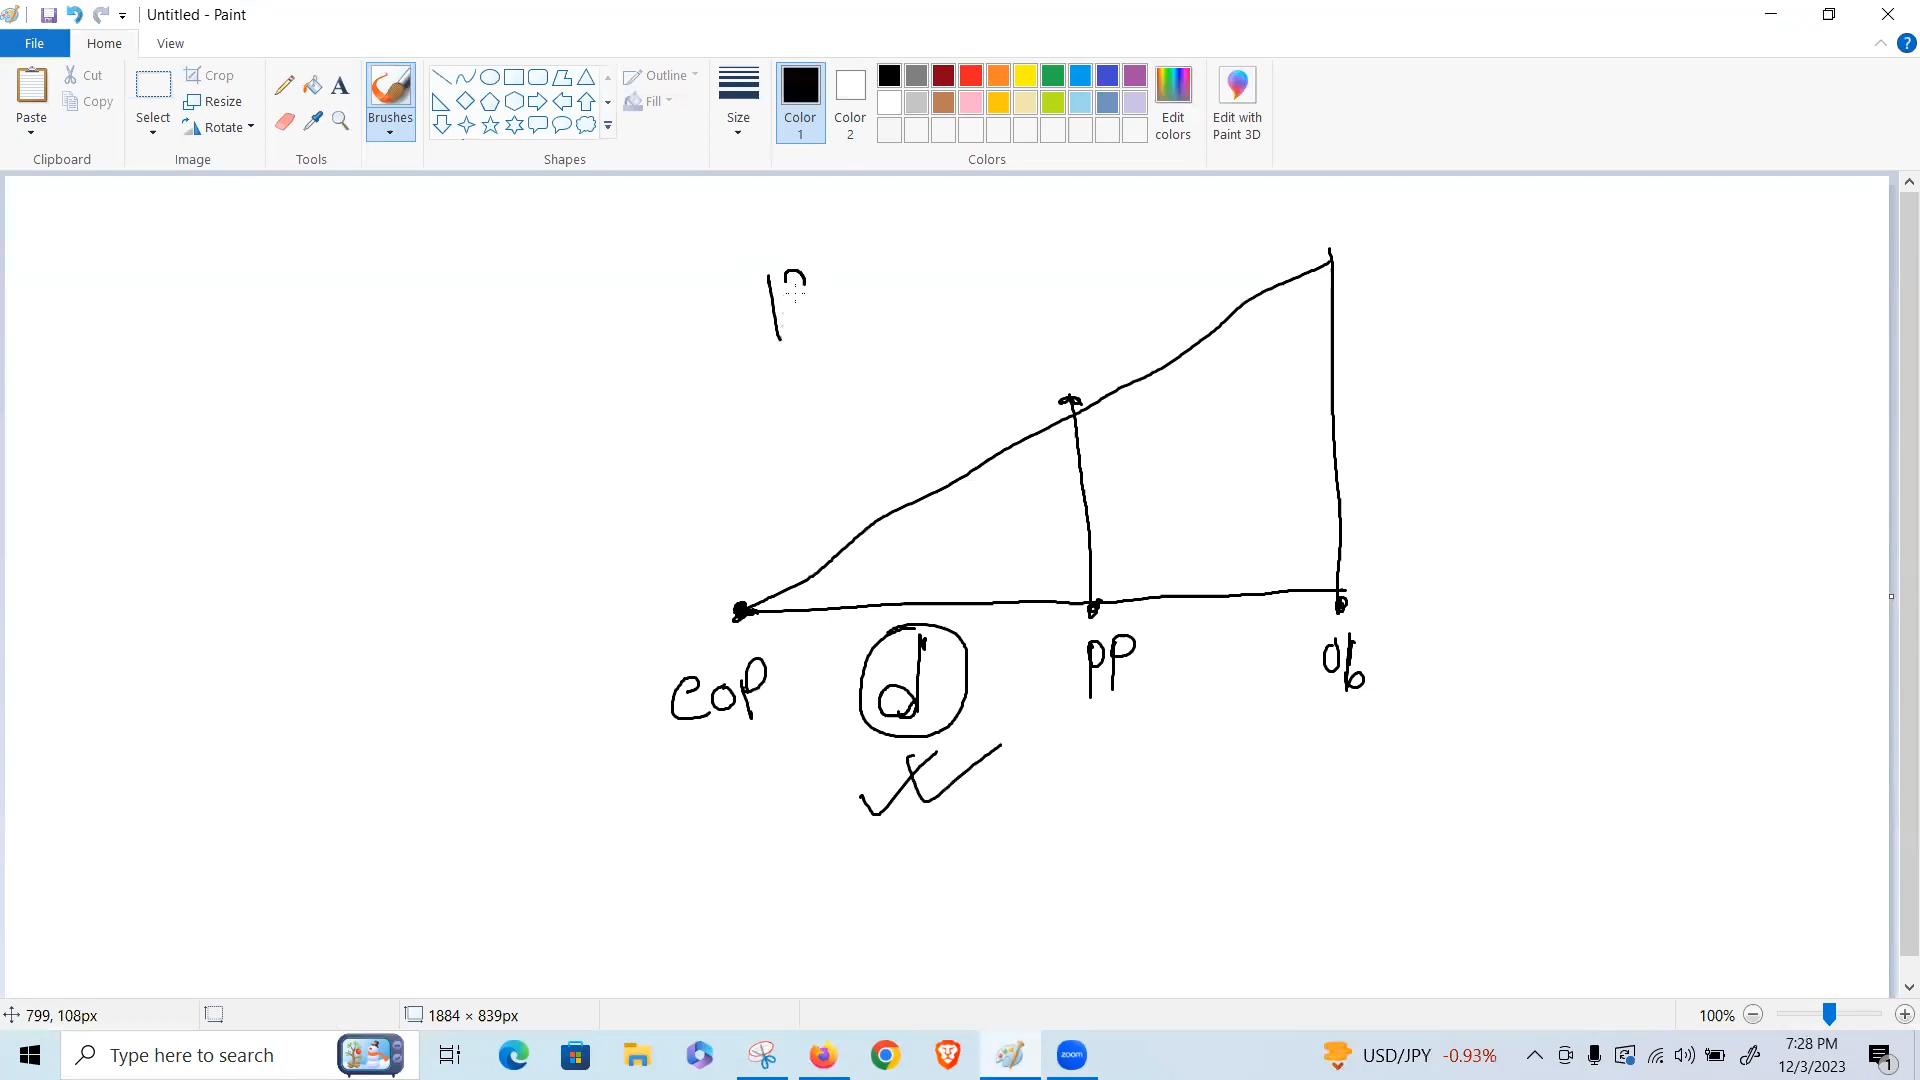 Untitled - Paint
File Home View
Paste
Cut
Copy
Clipboard
Select
Crop
Resize
Rotate
Image
Tools
Brushes
Shapes
Outline
Fill
Size
Color 1
Color 2
Colors
Edit colors
Edit with Paint 3D
COP d PP Ob
799, 108px
1884 × 839px
100%
Type here to search
zoom
USD/JPY -0.93%
7:28 PM
12/3/2023
1